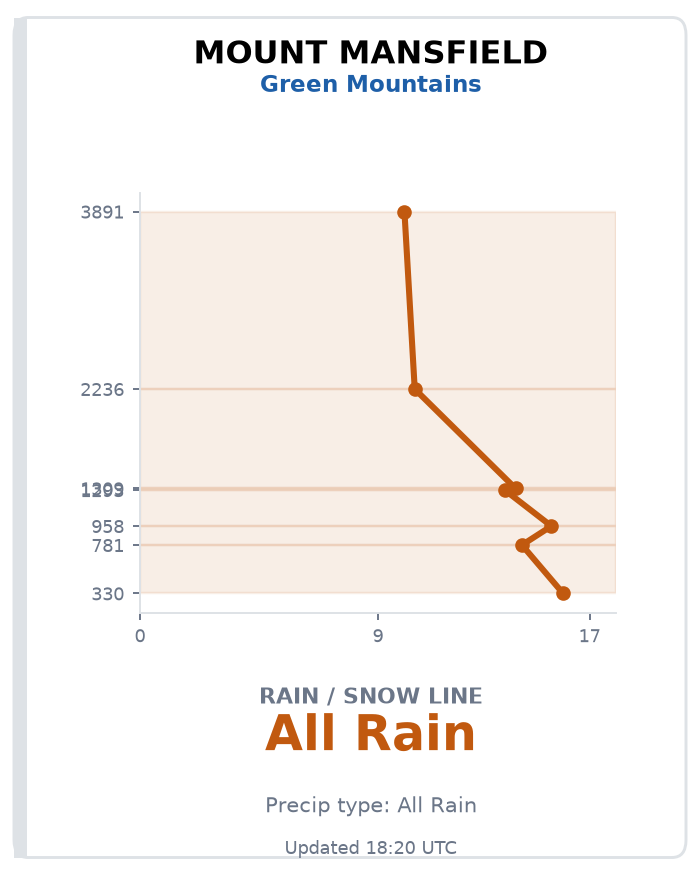 MOUNT MANSFIELD
Green Mountains
3891
2236
958
781
330
0 9 17
RAIN / SNOW LINE
All Rain
Precip type: All Rain
Updated 18:20 UTC